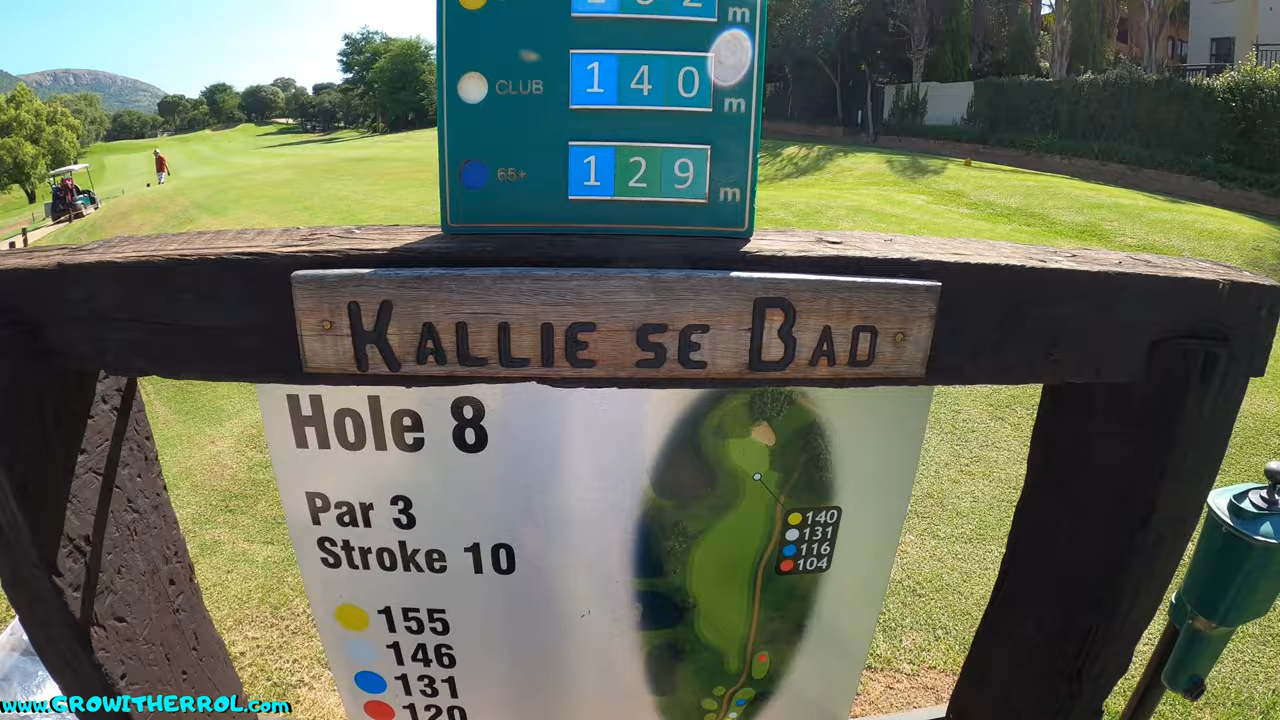 m
CLUB 140 m
65+ 129 m
KALLIE SE BAD
Hole 8
Par 3
Stroke 10
140
131
116
104
155
146
131
120
www.GROWITHERROL.com